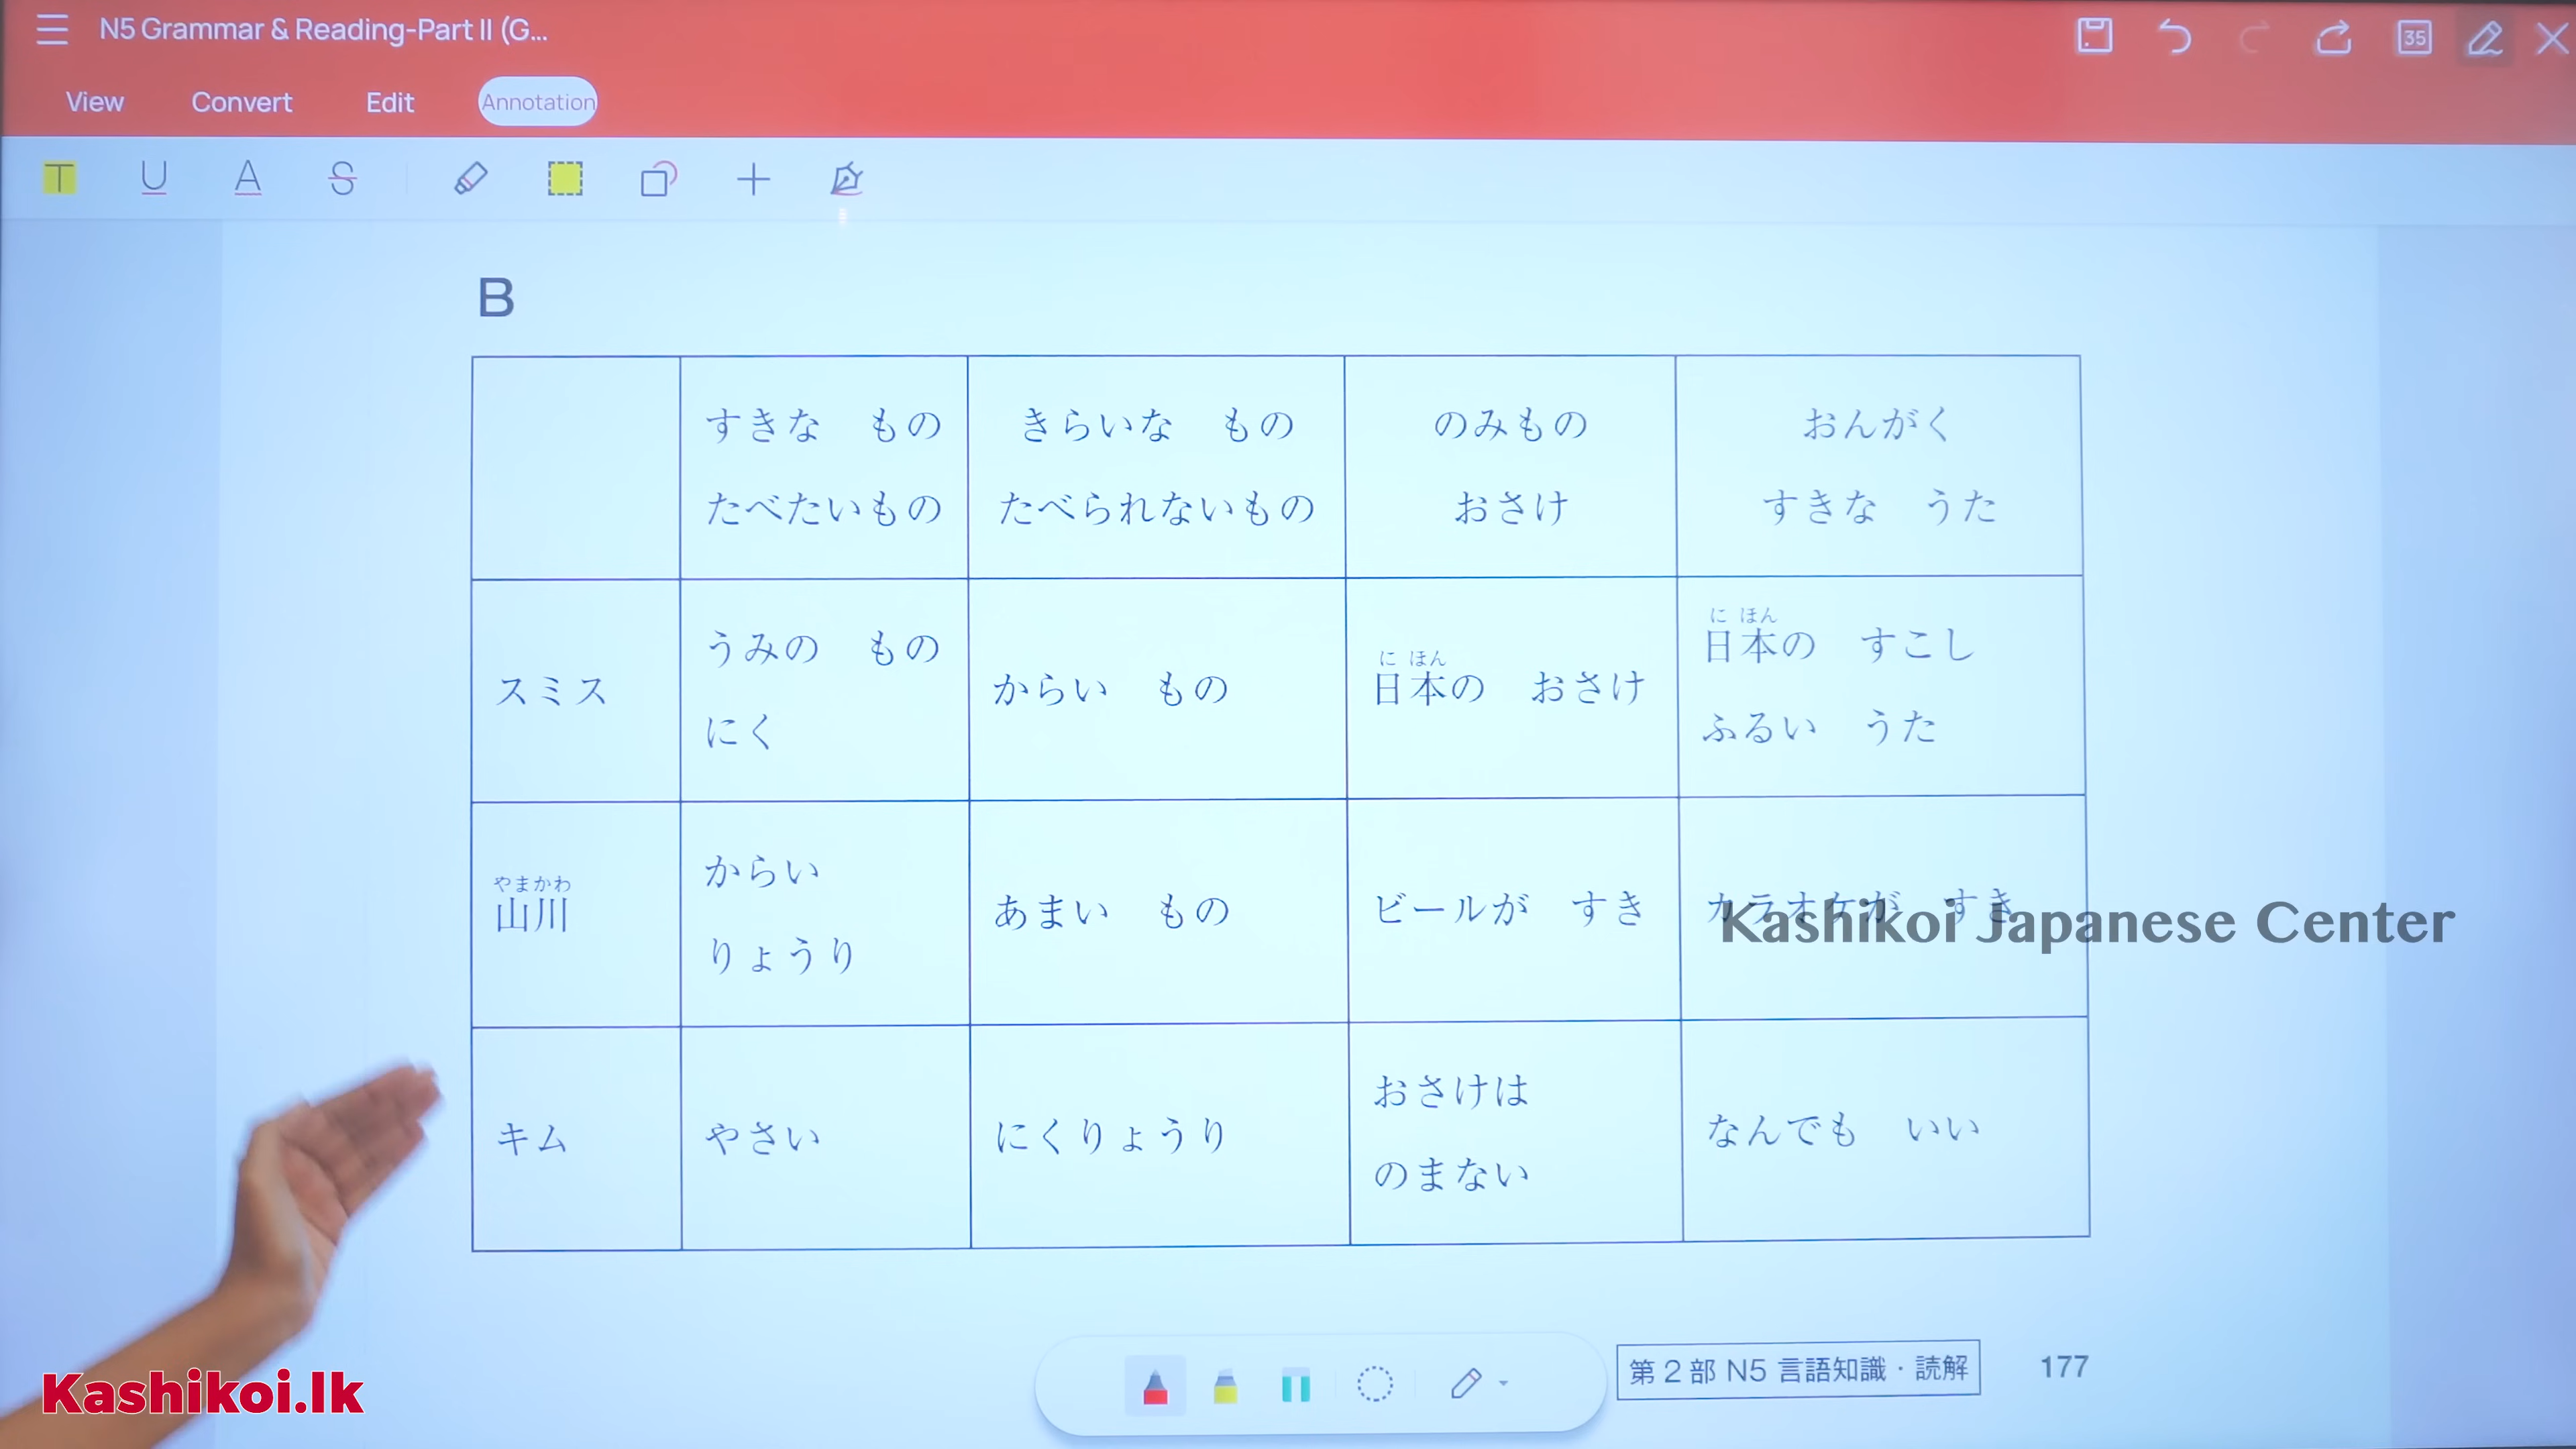 N5 Grammar & Reading-Part II (G...
35
View Convert Edit Annotation
T U A S
B
すきな もの
たべたいもの
きらいな もの
たべられないもの
のみもの
おさけ
おんがく
すきな うた
スミス
うみの もの
にく
からい もの
に ほん
日本の おさけ
に ほん
日本の すこし
ふるい うた
やまかわ
山川
からい
りょうり
あまい もの
ビールが すき
カラオケが すき
Kashikoi Japanese Center
キム
やさい
にくりょうり
おさけは
のまない
なんでも いい
第2部 N5 言語知識・読解
177
Kashikoi.lk